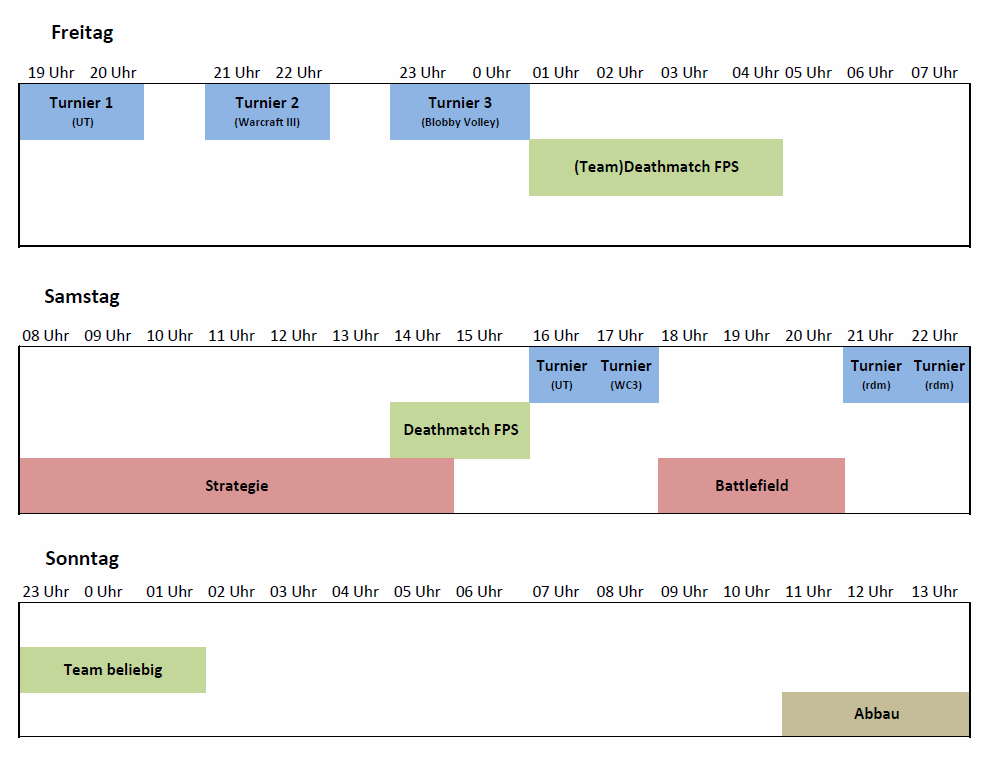 Freitag
19 Uhr 20 Uhr 21 Uhr 22 Uhr 23 Uhr 0 Uhr 01 Uhr 02 Uhr 03 Uhr 04 Uhr 05 Uhr 06 Uhr 07 Uhr
Turnier 1 Turnier 2 Turnier 3
(UT) (Warcraft III) (Blobby Volley)
(Team)Deathmatch FPS
Samstag
08 Uhr 09 Uhr 10 Uhr 11 Uhr 12 Uhr 13 Uhr 14 Uhr 15 Uhr 16 Uhr 17 Uhr 18 Uhr 19 Uhr 20 Uhr 21 Uhr 22 Uhr
Turnier Turnier Turnier Turnier
(UT) (WC3) (rdm) (rdm)
Deathmatch FPS
Strategie Battlefield
Sonntag
23 Uhr 0 Uhr 01 Uhr 02 Uhr 03 Uhr 04 Uhr 05 Uhr 06 Uhr 07 Uhr 08 Uhr 09 Uhr 10 Uhr 11 Uhr 12 Uhr 13 Uhr
Team beliebig
Abbau